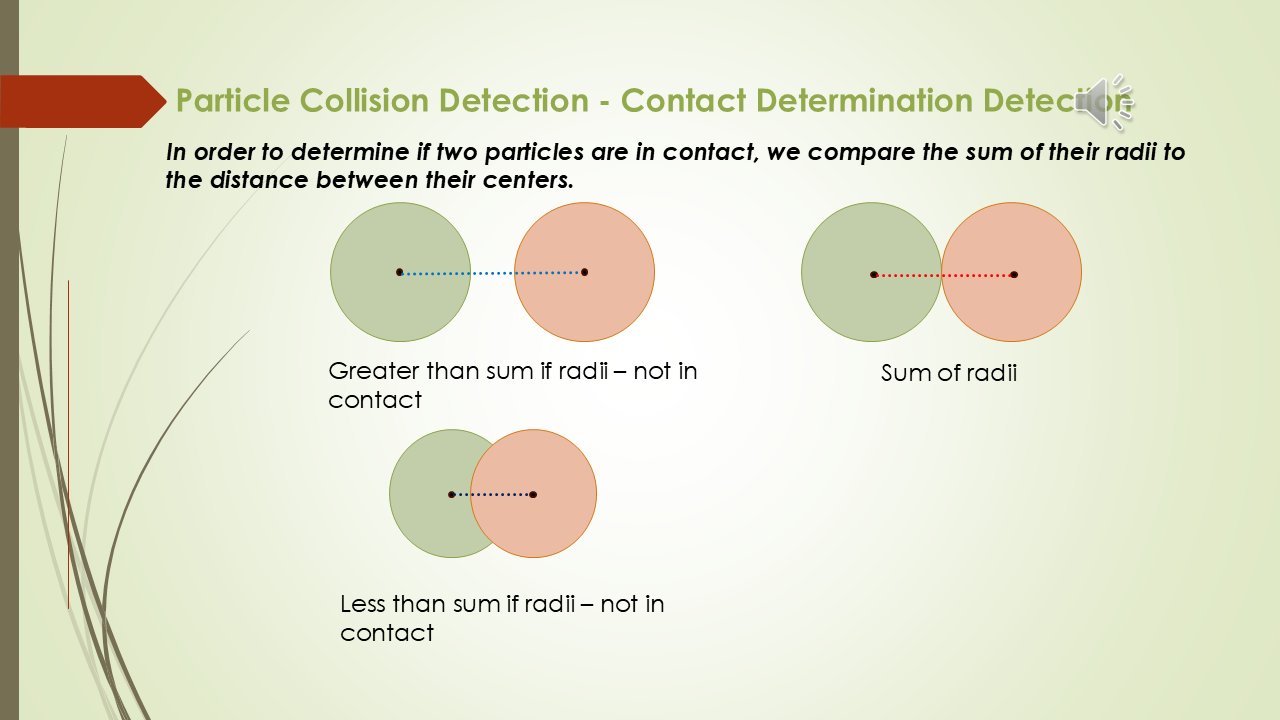 Particle Collision Detection - Contact Determination Detection
In order to determine if two particles are in contact, we compare the sum of their radii to
the distance between their centers.
Greater than sum if radii – not in
contact
Sum of radii
Less than sum if radii – not in
contact